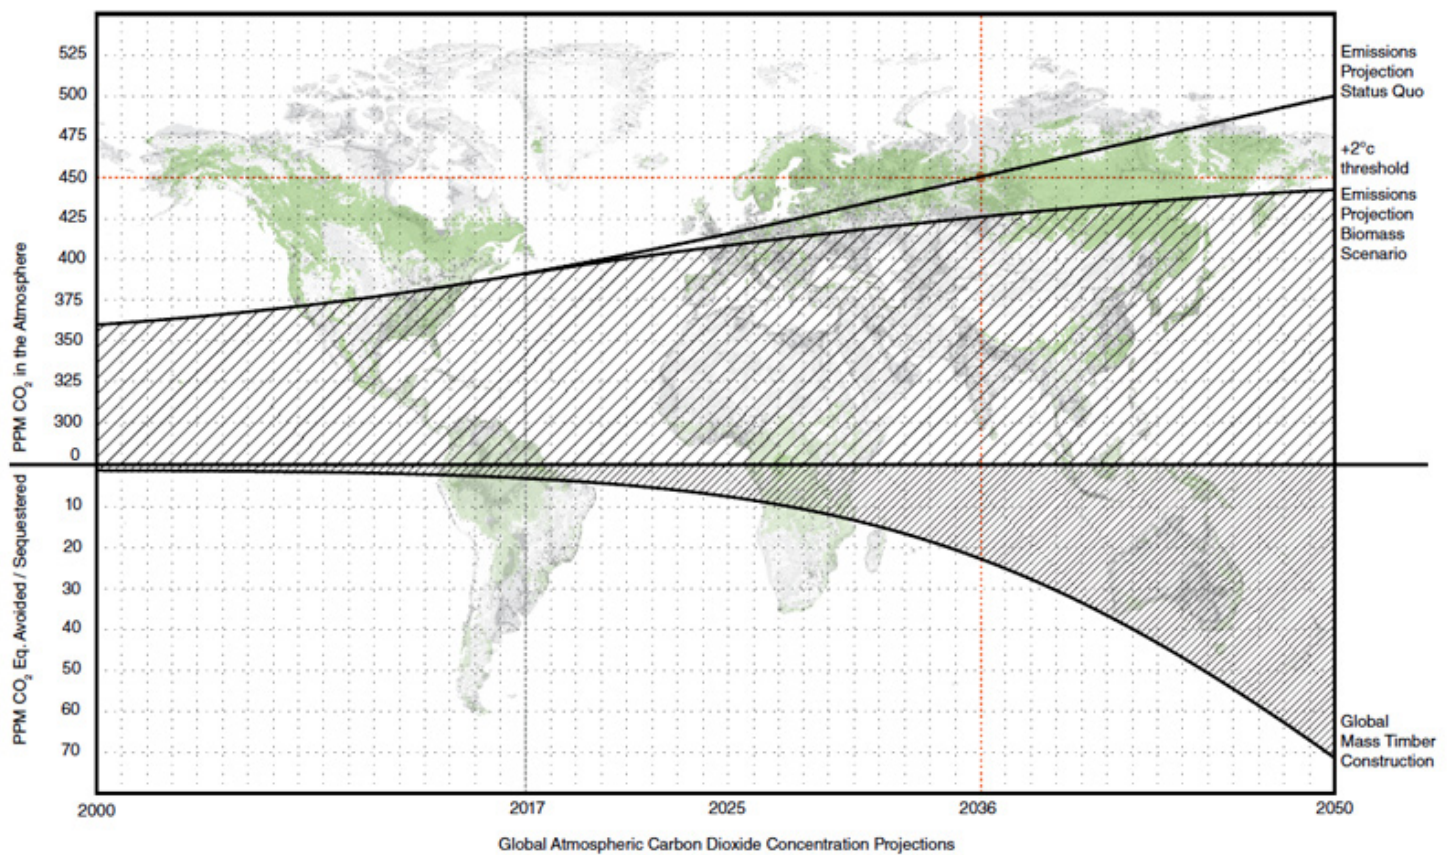 525
500
475
450
425
400
375
350
325
300
0
10
20
30
40
50
60
70
PPM CO₂ in the Atmosphere
PPM CO₂ Eq. Avoided / Sequestered
Emissions
Projection
Status Quo
+2°c
threshold
Emissions
Projection
Biomass
Scenario
Global
Mass Timber
Construction
2000
2017
2025
2036
2050
Global Atmospheric Carbon Dioxide Concentration Projections